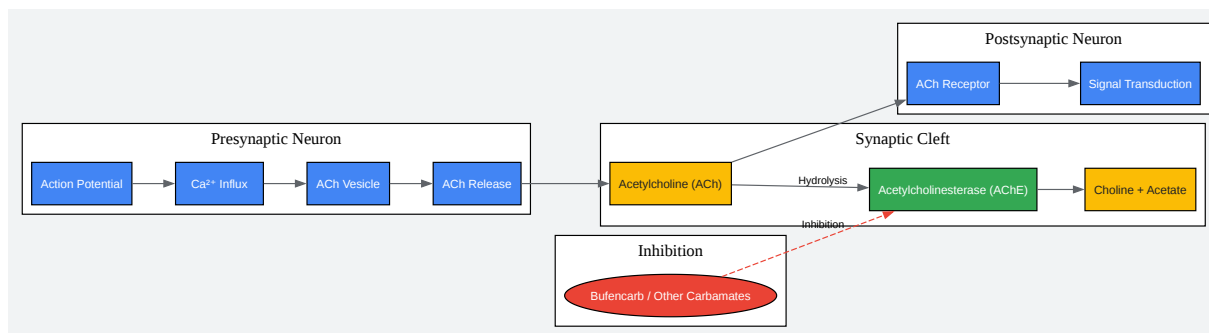 Postsynaptic Neuron
ACh Receptor
Signal Transduction
Presynaptic Neuron
Action Potential
Ca²⁺ Influx
ACh Vesicle
ACh Release
Synaptic Cleft
Acetylcholine (ACh)
Hydrolysis
Acetylcholinesterase (AChE)
Choline + Acetate
Inhibition
Inhibition
Bufencarb / Other Carbamates